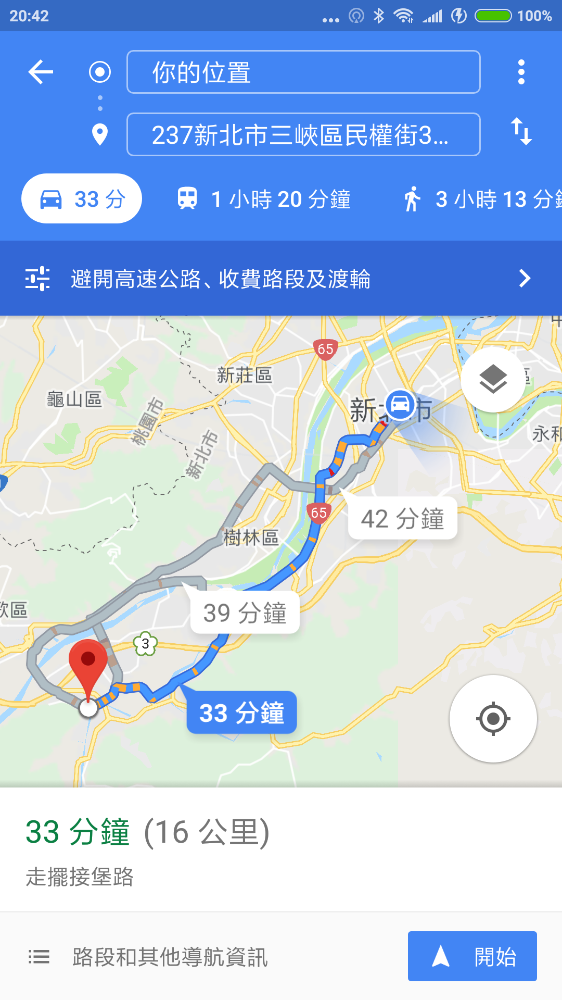 20:42
100%
你的位置
237新北市三峽區民權街3...
33 分
1 小時 20 分鐘
3 小時 13 分鐘
避開高速公路、收費路段及渡輪
65
新莊區
龜山區
桃園市
新北市
新北市
永和
65
42 分鐘
樹林區
39 分鐘
3
33 分鐘
33 分鐘 (16 公里)
走擺接堡路
路段和其他導航資訊
開始